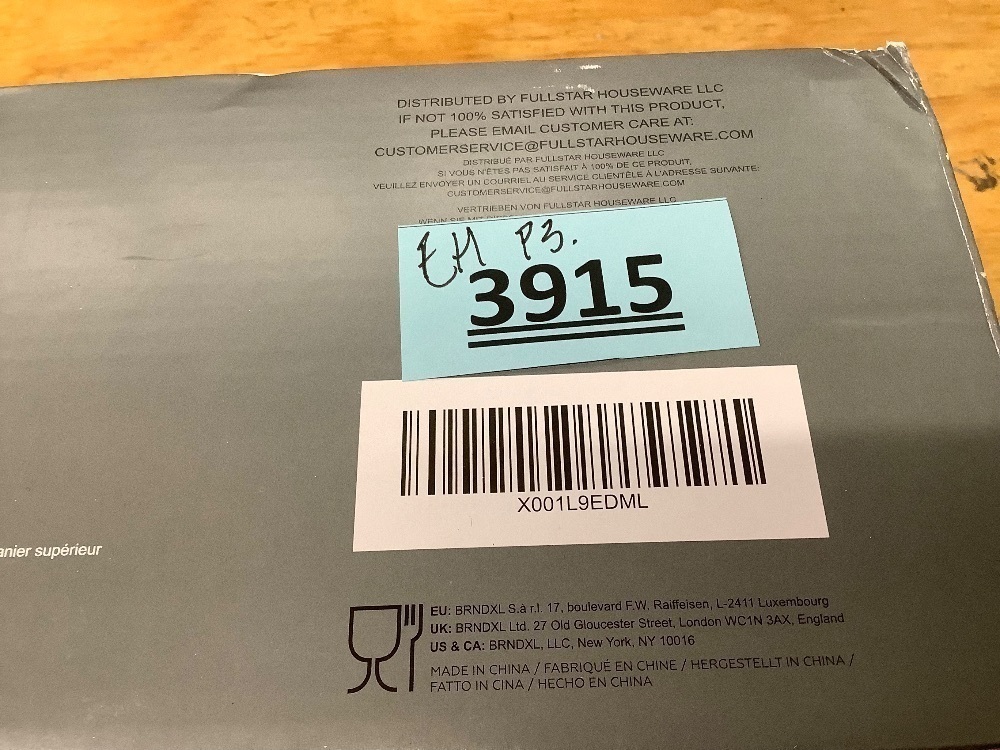 DISTRIBUTED BY FULLSTAR HOUSEWARE LLC
IF NOT 100% SATISFIED WITH THIS PRODUCT,
PLEASE EMAIL CUSTOMER CARE AT:
CUSTOMERSERVICE@FULLSTARHOUSEWARE.COM
DISTRIBUÉ PAR FULLSTAR HOUSEWARE LLC
SI VOUS N'ÊTES PAS SATISFAIT À 100% DE CE PRODUIT,
VEUILLEZ ENVOYER UN COURRIEL AU SERVICE CLIENTÈLE À L'ADRESSE SUIVANTE:
CUSTOMERSERVICE@FULLSTARHOUSEWARE.COM
VERTRIEBEN VON FULLSTAR HOUSEWARE LLC
WENN SIE MIT
EH P3.
3915
X001L9EDML
anier supérieur
EU: BRNDXL S.à r.l. 17, boulevard F.W. Raiffeisen, L-2411 Luxembourg
UK: BRNDXL Ltd. 27 Old Gloucester Street, London WC1N 3AX, England
US & CA: BRNDXL, LLC, New York, NY 10016
MADE IN CHINA / FABRIQUÉ EN CHINE / HERGESTELLT IN CHINA /
FATTO IN CINA / HECHO EN CHINA